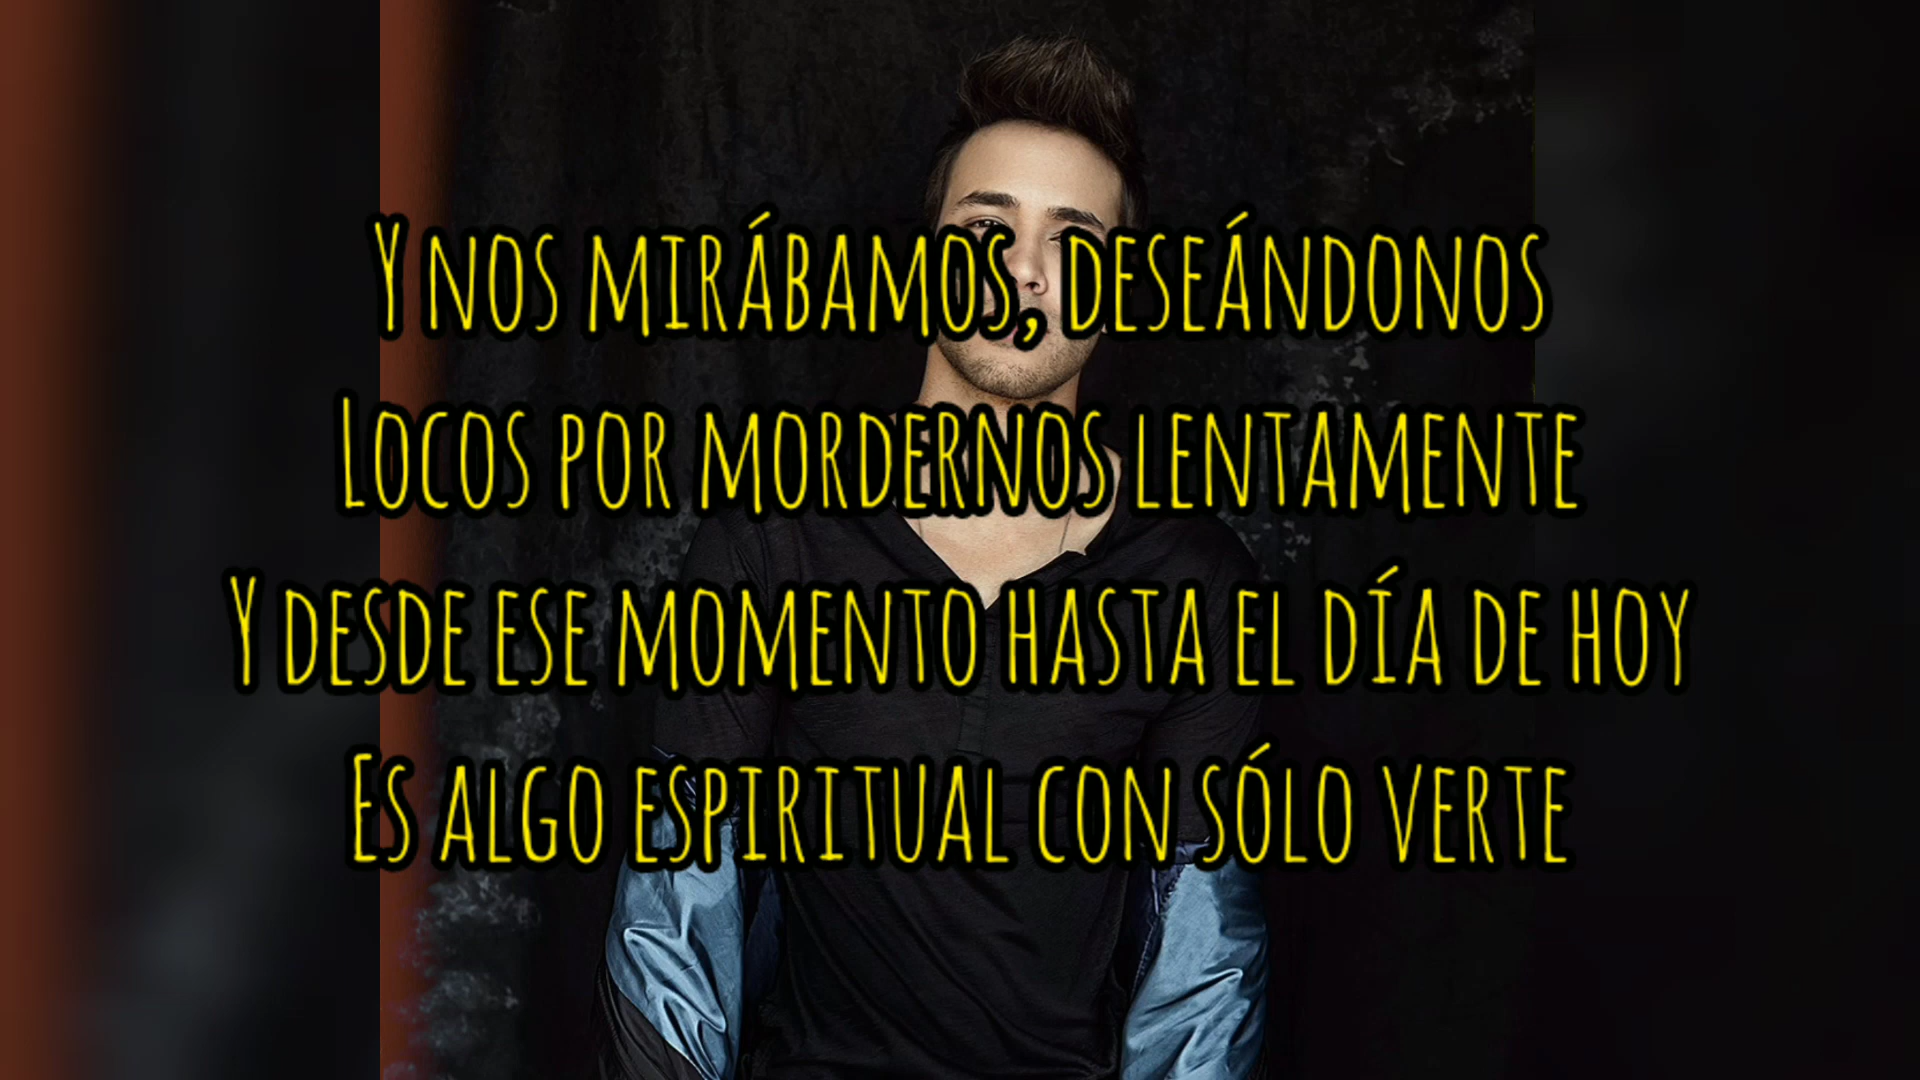 Y nos mirábamos, deseándonos
Locos por mordernos lentamente
Y desde ese momento hasta el día de hoy
Es algo espiritual con sólo verte